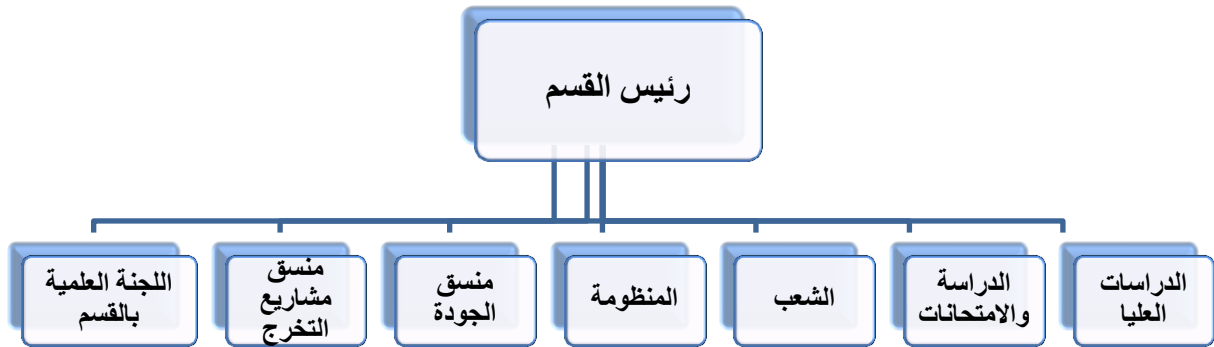 رئيس القسم
الدراسات
العليا
الدراسة
والامتحانات
الشعب
المنظومة
منسق
الجودة
منسق
مشاريع
التخرج
اللجنة العلمية
بالقسم